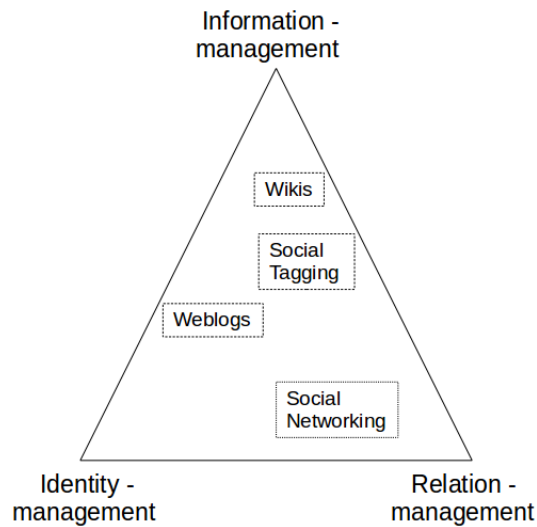 Information -
management
Wikis
Social
Tagging
Weblogs
Social
Networking
Identity -
management
Relation -
management